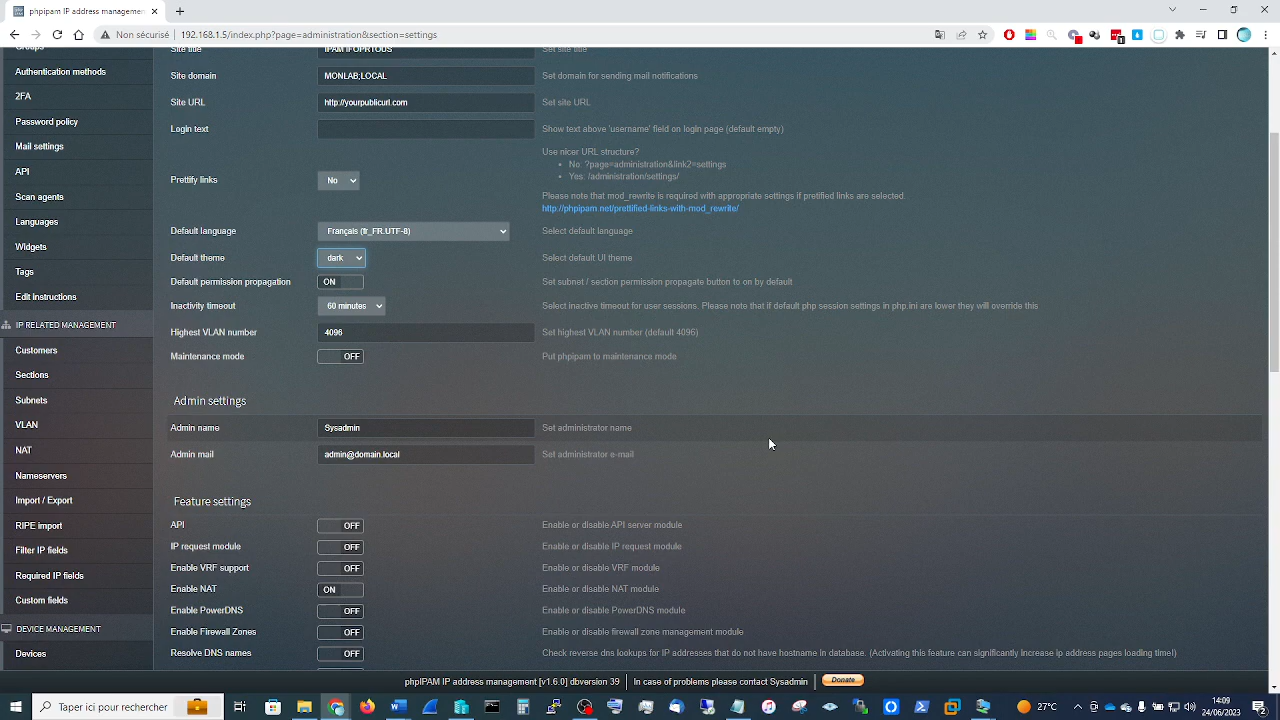 phpipam IP address management
Non sécurisé
192.168.1.5/index.php?page=administration&section=settings
Groups
Authentication methods
2FA
Password policy
Mail settings
API
Scan agents
Languages
Widgets
Tags
Edit instructions
IP RELATED MANAGEMENT
Customers
Sections
Subnets
VLAN
NAT
Nameservers
Import / Export
RIPE import
Filter IP fields
Required IP fields
Custom fields
DEVICE MANAGEMENT
Devices
Site title
IPAM IT-OPRTOOS
Set site title
Site domain
MONLAB.LOCAL
Set domain for sending mail notifications
Site URL
http://yourpublicurl.com
Set site URL
Login text
Show text above 'username' field on login page (default empty)
Prettify links
No
Use nicer URL structure?
No: ?page=administration&link2=settings
Yes: /administration/settings/
Please note that mod_rewrite is required with appropriate settings if prettified links are selected:
http://phpipam.net/prettified-links-with-mod_rewrite/
Default language
Français (fr_FR.UTF-8)
Select default language
Default theme
dark
Select default UI theme
Default permission propagation
ON
Set subnet / section permission propagate button to on by default
Inactivity timeout
60 minutes
Select inactive timeout for user sessions. Please note that if default php session settings in php.ini are lower they will override this
Highest VLAN number
4096
Set highest VLAN number (default 4096)
Maintenance mode
OFF
Put phpipam to maintenance mode
Admin settings
Admin name
Sysadmin
Set administrator name
Admin mail
admin@domain.local
Set administrator e-mail
Feature settings
API
OFF
Enable or disable API server module
IP request module
OFF
Enable or disable IP request module
Enable VRF support
OFF
Enable or disable VRF module
Enable NAT
ON
Enable or disable NAT module
Enable PowerDNS
OFF
Enable or disable PowerDNS module
Enable Firewall Zones
OFF
Enable or disable firewall zone management module
Resolve DNS names
OFF
Check reverse dns lookups for IP addresses that do not have hostname in database. (Activating this feature can significantly increase ip address pages loading time!)
phpIPAM IP address management [v1.6.0] dbversion 39
In case of problems please contact Sysadmin
Donate
Taper ici pour rechercher
14:09
24/06/2023